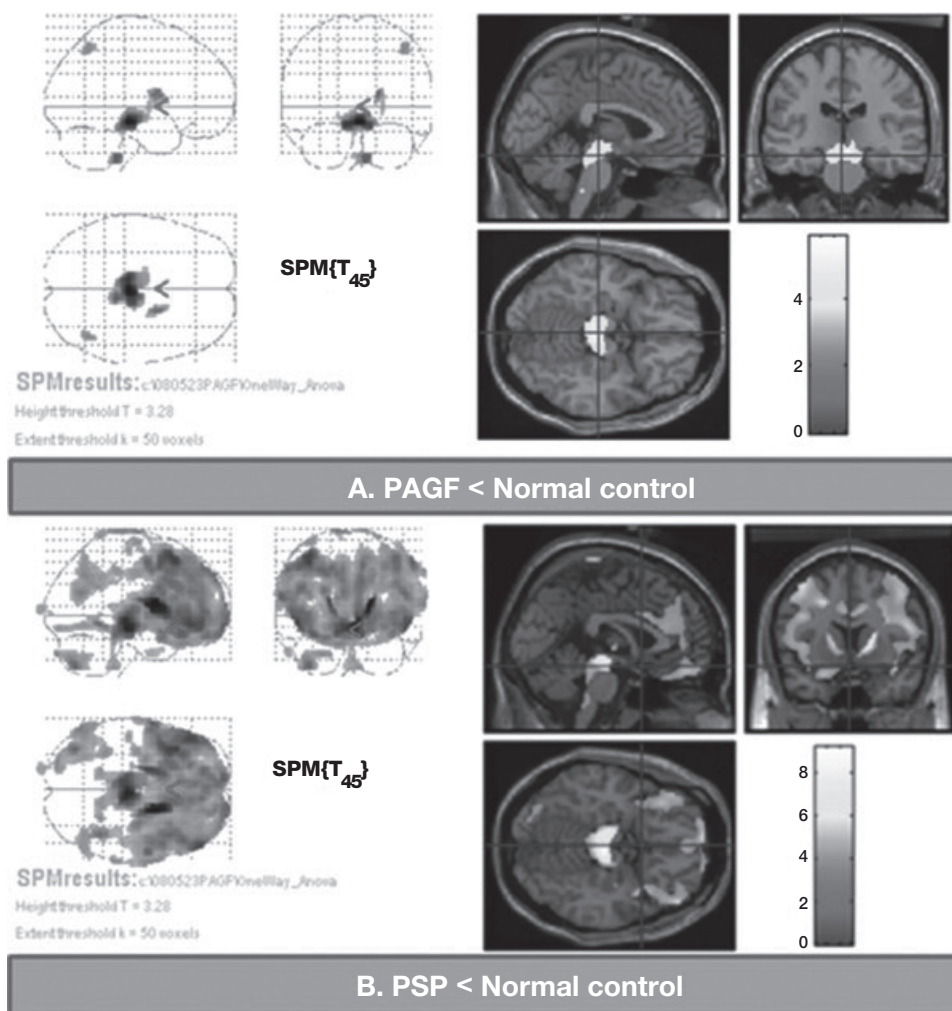 SPM{T45}
SPMresults: c:\080523PAGF\OneWay_Anova
Height threshold T = 3.28
Extent threshold k = 50 voxels
4
2
0
A. PAGF < Normal control
SPM{T45}
SPMresults: c:\080523PAGF\OneWay_Anova
Height threshold T = 3.28
Extent threshold k = 50 voxels
8
6
4
2
0
B. PSP < Normal control